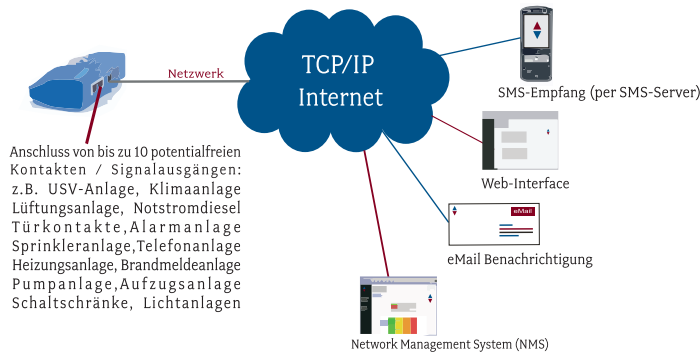 TCP/IP
Internet
Netzwerk
SMS-Empfang (per SMS-Server)
Anschluss von bis zu 10 potentialfreien
Kontakten / Signalausgängen:
z.B. USV-Anlage, Klimaanlage
Lüftungsanlage, Notstromdiesel
Türkontakte,Alarmanlage
Sprinkleranlage,Telefonanlage
Heizungsanlage, Brandmeldeanlage
Pumpanlage,Aufzugsanlage
Schaltschränke, Lichtanlagen
Web-Interface
eMail
eMail Benachrichtigung
Network Management System (NMS)